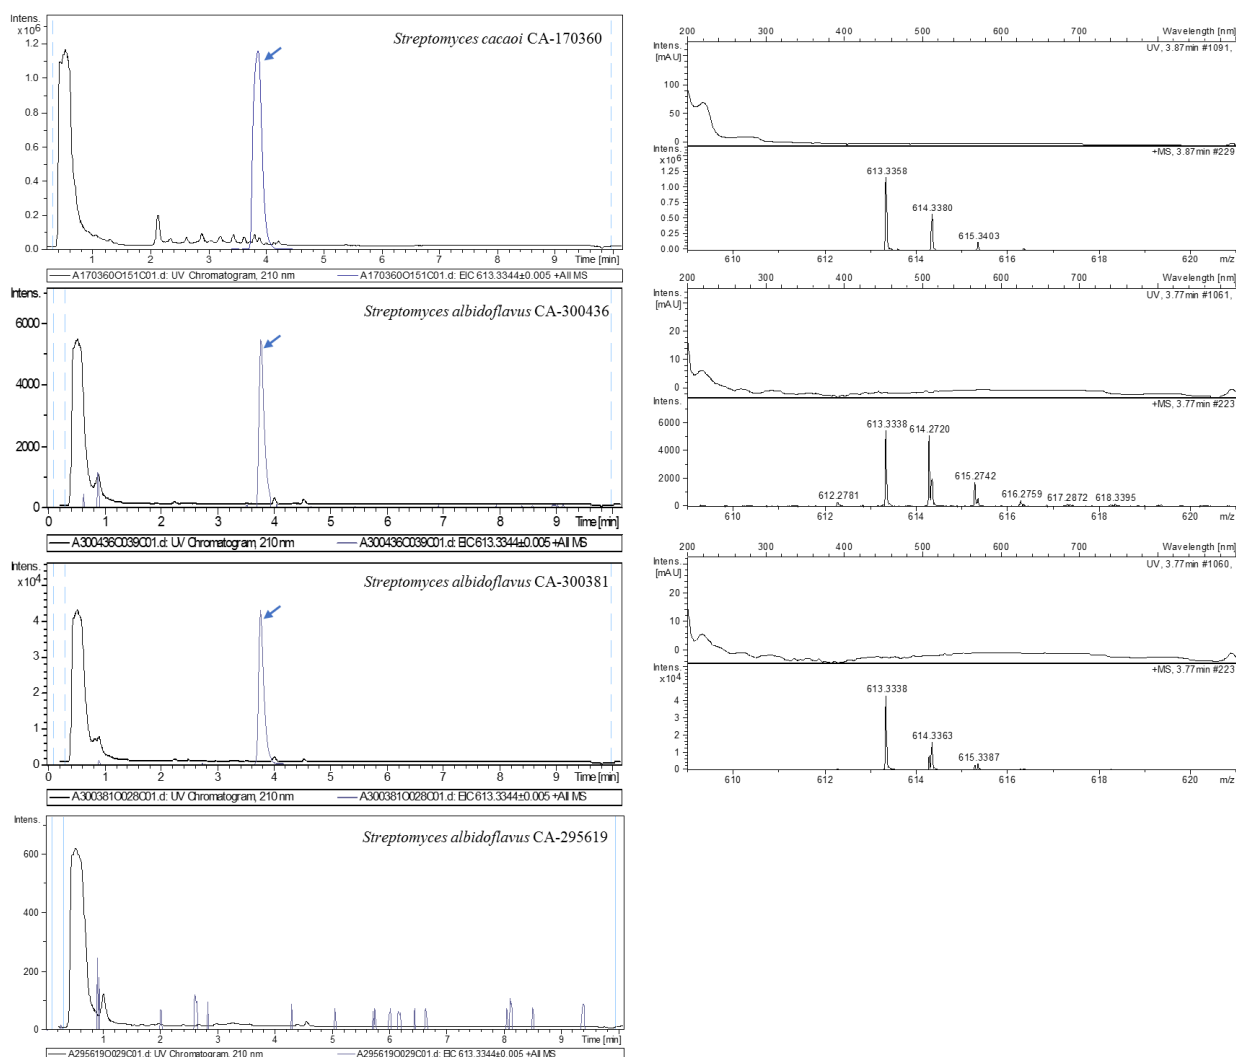 Intens.
x10^6
Streptomyces cacaoi CA-170360
1.2
1.0
0.8
0.6
0.4
0.2
0.0
1 2 3 4 5 6 7 8 9 Time [min]
A170360O151C01.d: UV Chromatogram, 210 nm A170360O151C01.d: EIC 613.3344±0.005 +All MS
Intens.
Streptomyces albidoflavus CA-300436
6000
4000
2000
0
0 1 2 3 4 5 6 7 8 9 Time [min]
A300436O039C01.d: UV Chromatogram, 210 nm A300436O039C01.d: EIC 613.3344±0.005 +All MS
Intens.
x10^4
Streptomyces albidoflavus CA-300381
4
3
2
1
0
0 1 2 3 4 5 6 7 8 9 Time [min]
A300381O028C01.d: UV Chromatogram, 210 nm A300381O028C01.d: EIC 613.3344±0.005 +All MS
Intens.
Streptomyces albidoflavus CA-295619
600
400
200
0
1 2 3 4 5 6 7 8 9 Time [min]
A295619O029C01.d: UV Chromatogram, 210 nm A295619O029C01.d: EIC 613.3344±0.005 +All MS
200 300 400 500 600 700 Wavelength [nm]
Intens.
[mAU]
UV, 3.87min #1091,
100
50
0
Intens.
x10^6
+MS, 3.87min #229
1.25
1.00
0.75
0.50
0.25
0.00
613.3358
614.3380
615.3403
610 612 614 616 618 620 m/z
200 300 400 500 600 700 Wavelength [nm]
Intens.
[mAU]
UV, 3.77min #1061,
20
10
0
Intens.
+MS, 3.77min #223
6000
4000
2000
0
612.2781
613.3338
614.2720
615.2742
616.2759
617.2872
618.3395
610 612 614 616 618 620 m/z
200 300 400 500 600 700 Wavelength [nm]
Intens.
[mAU]
UV, 3.77min #1060,
20
10
0
Intens.
x10^4
+MS, 3.77min #223
4
3
2
1
0
613.3338
614.3363
615.3387
610 612 614 616 618 620 m/z